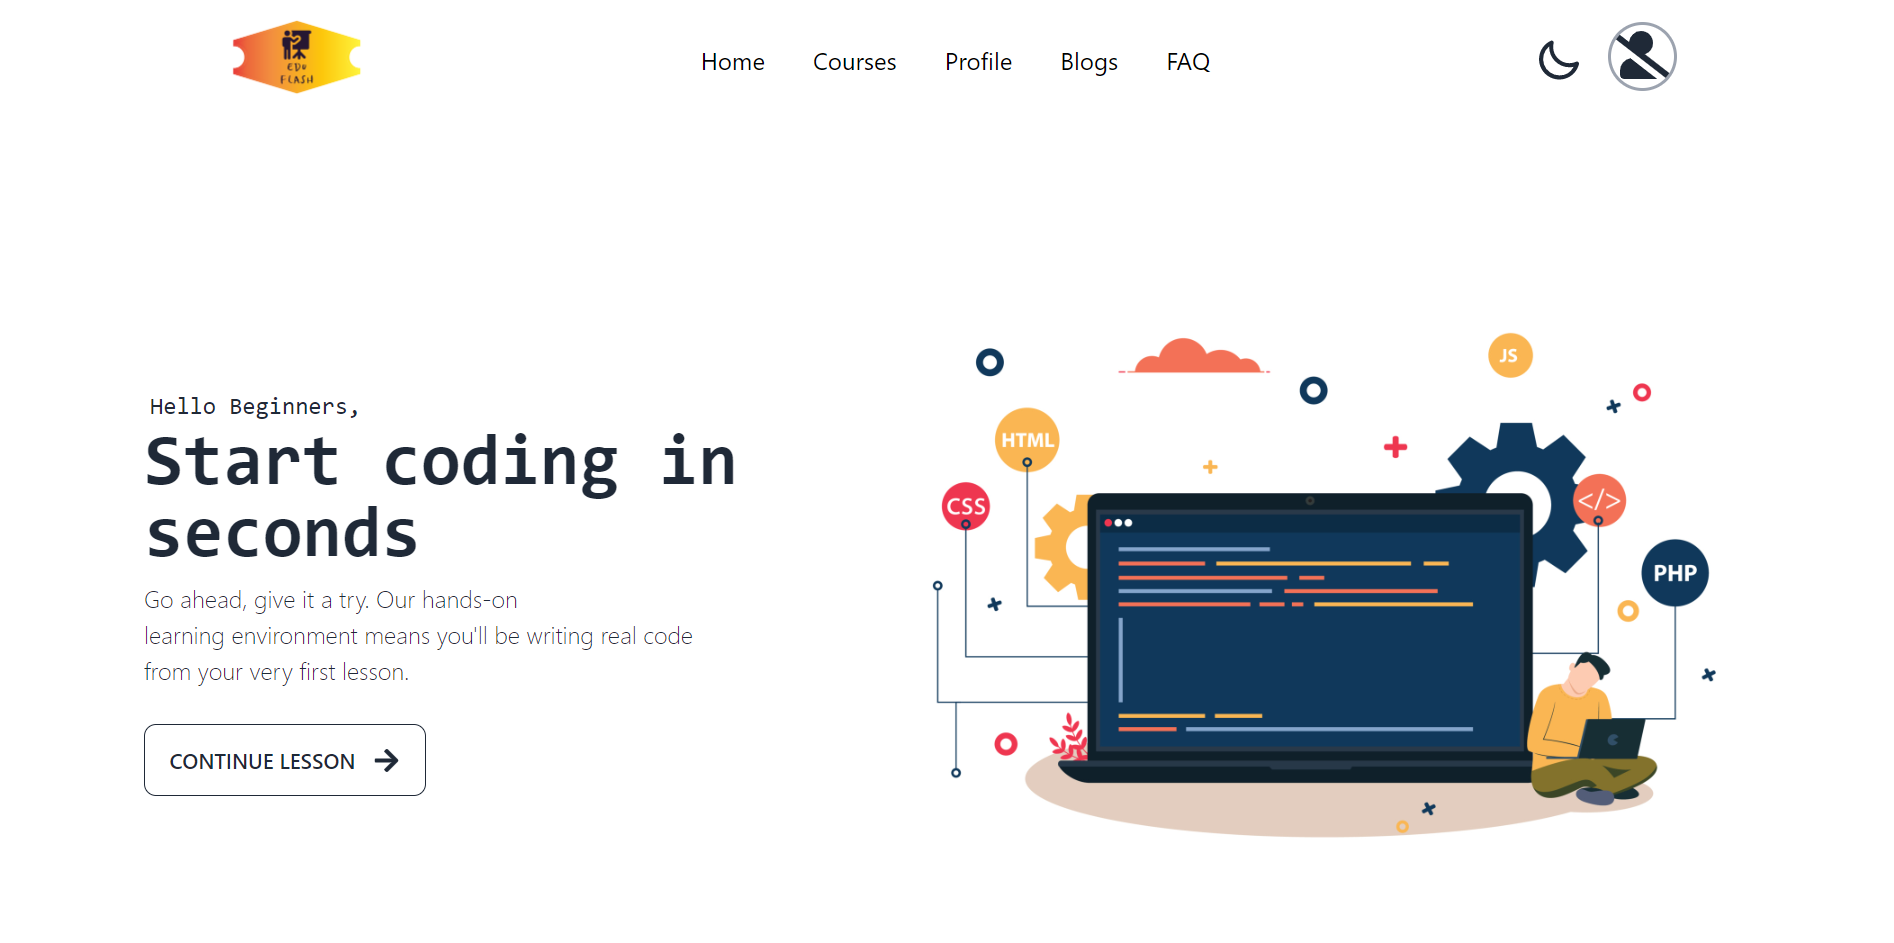 EDU
FLASH
Home
Courses
Profile
Blogs
FAQ
Hello Beginners,
Start coding in
seconds
Go ahead, give it a try. Our hands-on
learning environment means you'll be writing real code
from your very first lesson.
CONTINUE LESSON
JS
HTML
CSS
</>
PHP